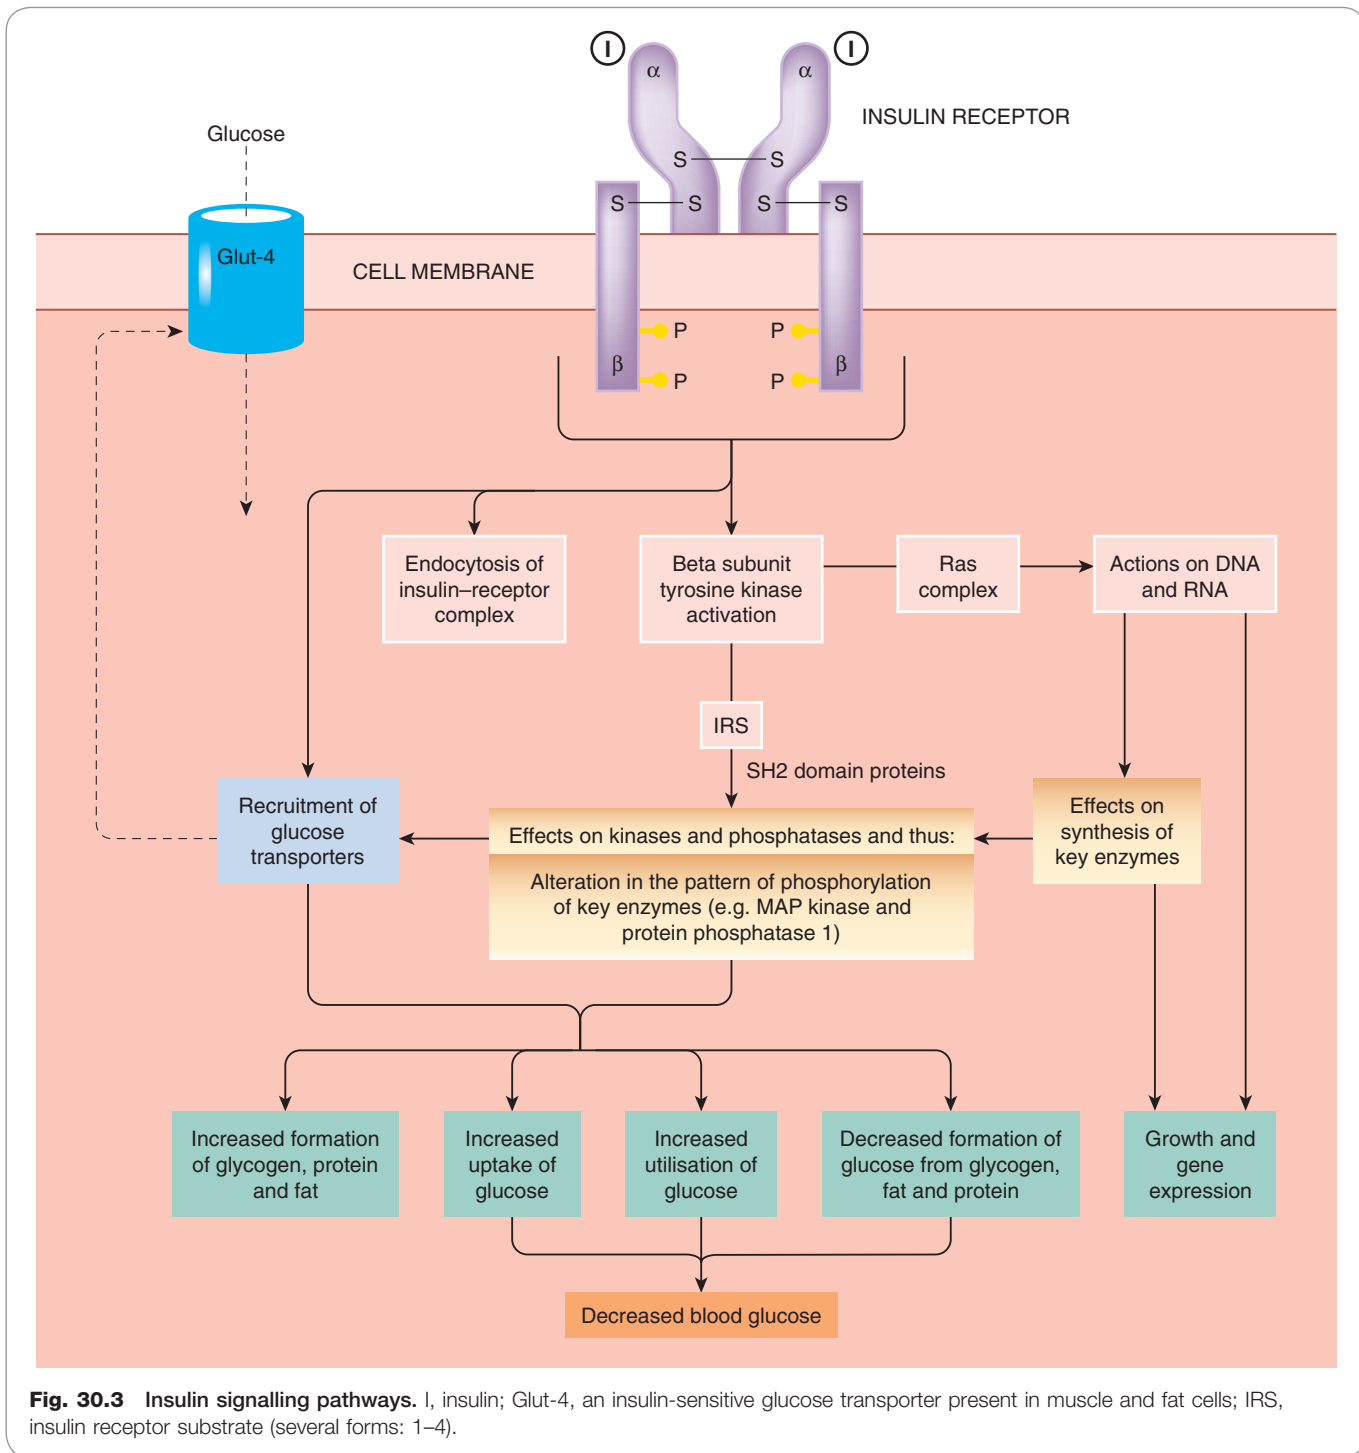 I
I
α
α
INSULIN RECEPTOR
Glucose
S
S
S
S
S
S
Glut-4
CELL MEMBRANE
P
P
β
β
P
P
Endocytosis of
insulin–receptor
complex
Beta subunit
tyrosine kinase
activation
Ras
complex
Actions on DNA
and RNA
IRS
SH2 domain proteins
Recruitment of
glucose
transporters
Effects on kinases and phosphatases and thus:
Alteration in the pattern of phosphorylation
of key enzymes (e.g. MAP kinase and
protein phosphatase 1)
Effects on
synthesis of
key enzymes
Increased formation
of glycogen, protein
and fat
Increased
uptake of
glucose
Increased
utilisation of
glucose
Decreased formation of
glucose from glycogen,
fat and protein
Growth and
gene
expression
Decreased blood glucose
Fig. 30.3 Insulin signalling pathways. I, insulin; Glut-4, an insulin-sensitive glucose transporter present in muscle and fat cells; IRS,
insulin receptor substrate (several forms: 1–4).